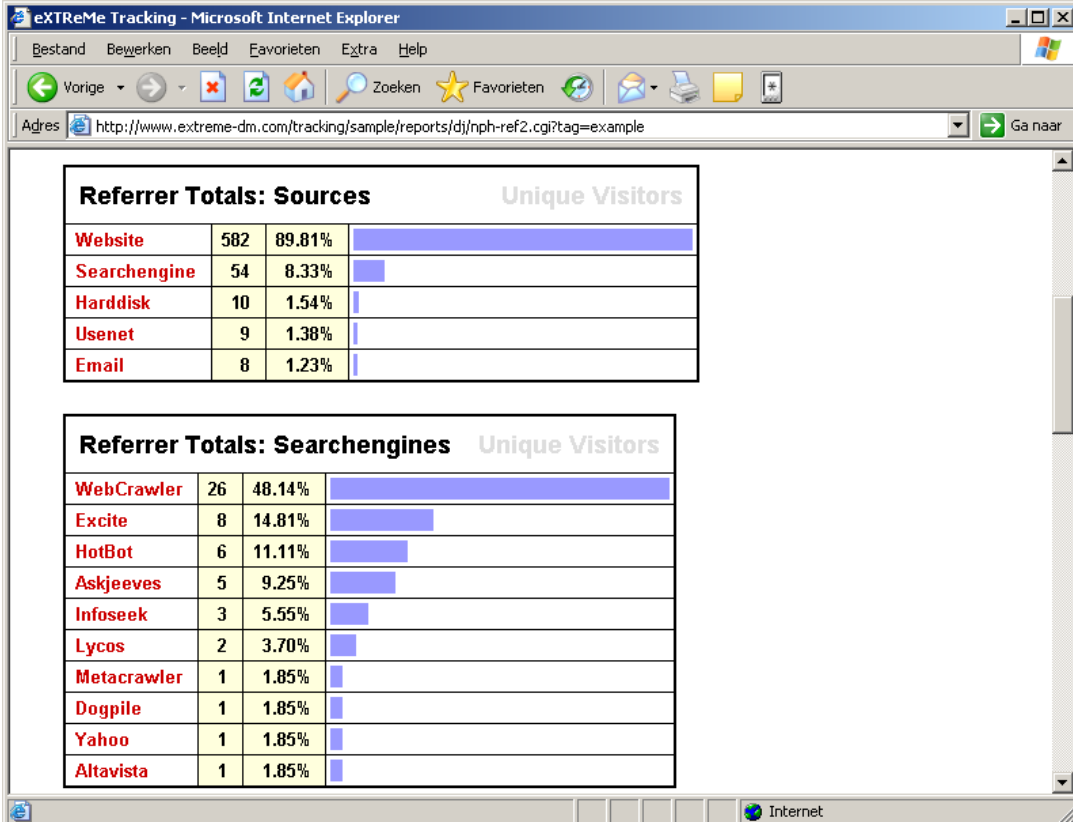 eXTReMe Tracking - Microsoft Internet Explorer
Bestand Bewerken Beeld Favorieten Extra Help
Vorige Zoeken Favorieten
Adres http://www.extreme-dm.com/tracking/sample/reports/dj/nph-ref2.cgi?tag=example Ga naar
Referrer Totals: Sources Unique Visitors
Website 582 89.81%
Searchengine 54 8.33%
Harddisk 10 1.54%
Usenet 9 1.38%
Email 8 1.23%
Referrer Totals: Searchengines Unique Visitors
WebCrawler 26 48.14%
Excite 8 14.81%
HotBot 6 11.11%
Askjeeves 5 9.25%
Infoseek 3 5.55%
Lycos 2 3.70%
Metacrawler 1 1.85%
Dogpile 1 1.85%
Yahoo 1 1.85%
Altavista 1 1.85%
Internet